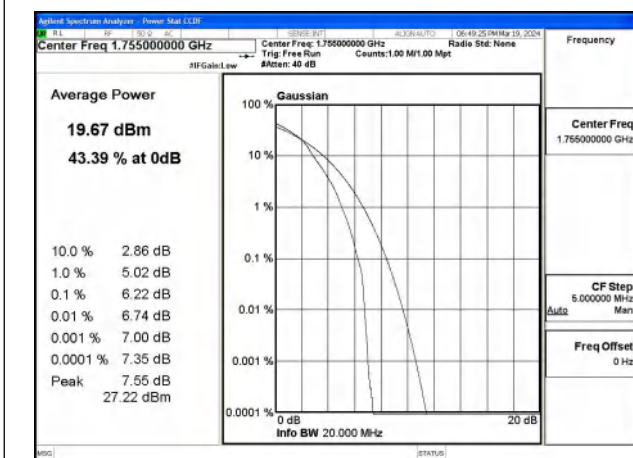 Agilent Spectrum Analyzer - Power Stat CCDF
RL RF 50 Ω AC SENSE:INT ALIGNAUTO 06:49:25 PM Mar 19, 2024
Center Freq 1.755000000 GHz
Center Freq: 1.755000000 GHz Radio Std: None
Trig: Free Run Counts:1.00 M/1.00 Mpt
#IFGain:Low #Atten: 40 dB
Frequency
Average Power
19.67 dBm
43.39 % at 0dB
10.0 % 2.86 dB
1.0 % 5.02 dB
0.1 % 6.22 dB
0.01 % 6.74 dB
0.001 % 7.00 dB
0.0001 % 7.35 dB
Peak 7.55 dB
27.22 dBm
Gaussian
100 %
10 %
1 %
0.1 %
0.01 %
0.001 %
0.0001 %
0 dB 20 dB
Info BW 20.000 MHz
Center Freq
1.755000000 GHz
CF Step
5.000000 MHz
Auto Man
Freq Offset
0 Hz
MSG STATUS